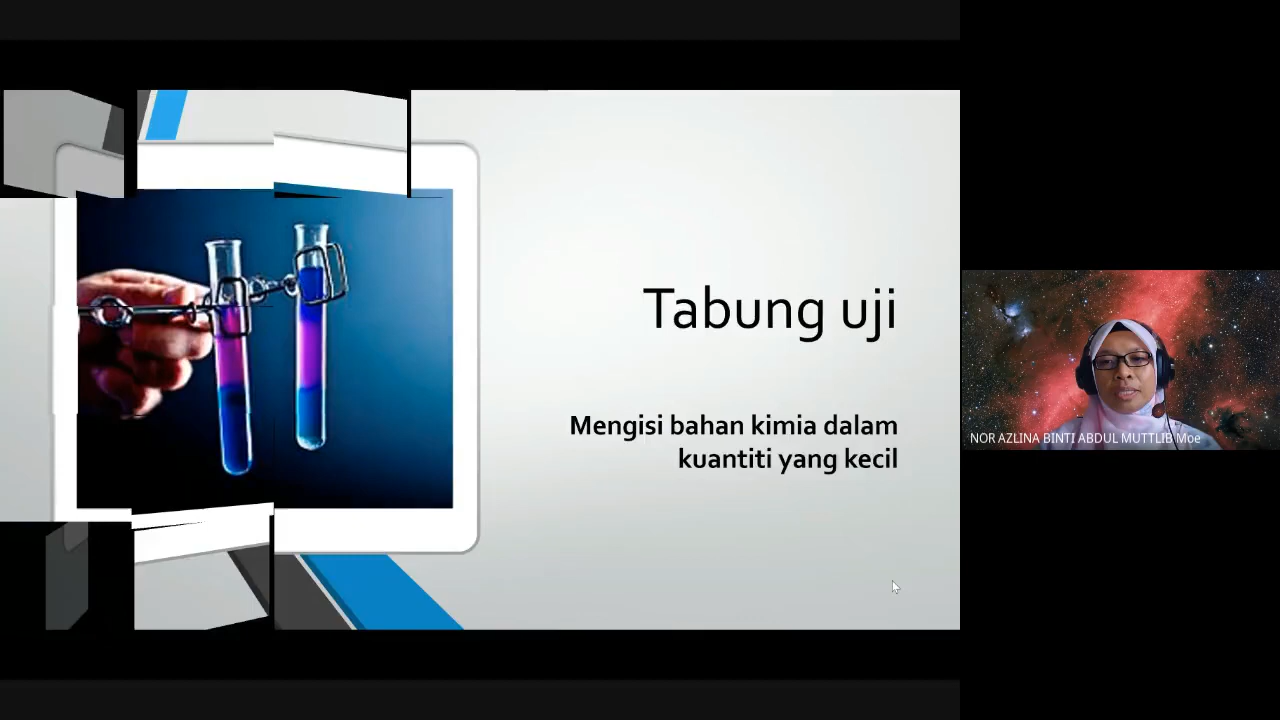 Tabung uji
Mengisi bahan kimia dalam
kuantiti yang kecil
NOR AZLINA BINTI ABDUL MUTTLIB Moe